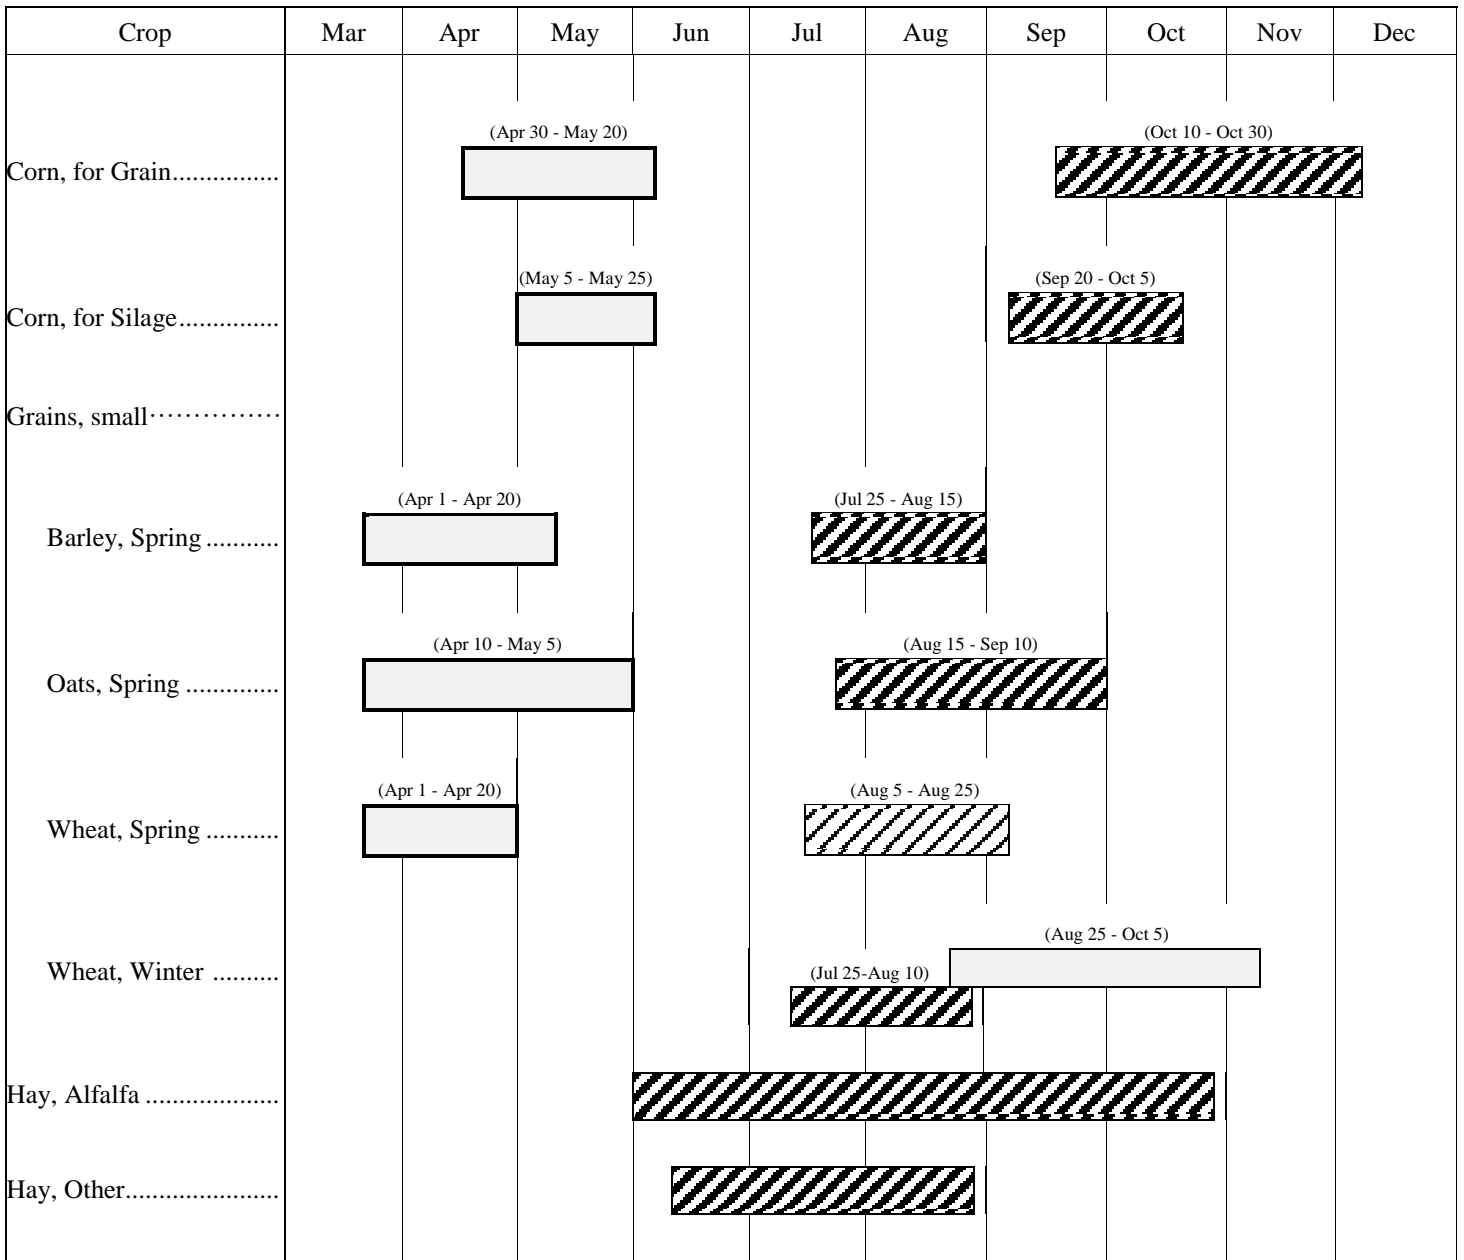 Crop Mar Apr May Jun Jul Aug Sep Oct Nov Dec
(Apr 30 - May 20) (Oct 10 - Oct 30)
Corn, for Grain...............
(May 5 - May 25) (Sep 20 - Oct 5)
Corn, for Silage..............
Grains, small···············
(Apr 1 - Apr 20) (Jul 25 - Aug 15)
Barley, Spring ...........
(Apr 10 - May 5) (Aug 15 - Sep 10)
Oats, Spring .............
(Apr 1 - Apr 20) (Aug 5 - Aug 25)
Wheat, Spring ...........
(Aug 25 - Oct 5)
Wheat, Winter .......... (Jul 25-Aug 10)
Hay, Alfalfa ...................
Hay, Other......................